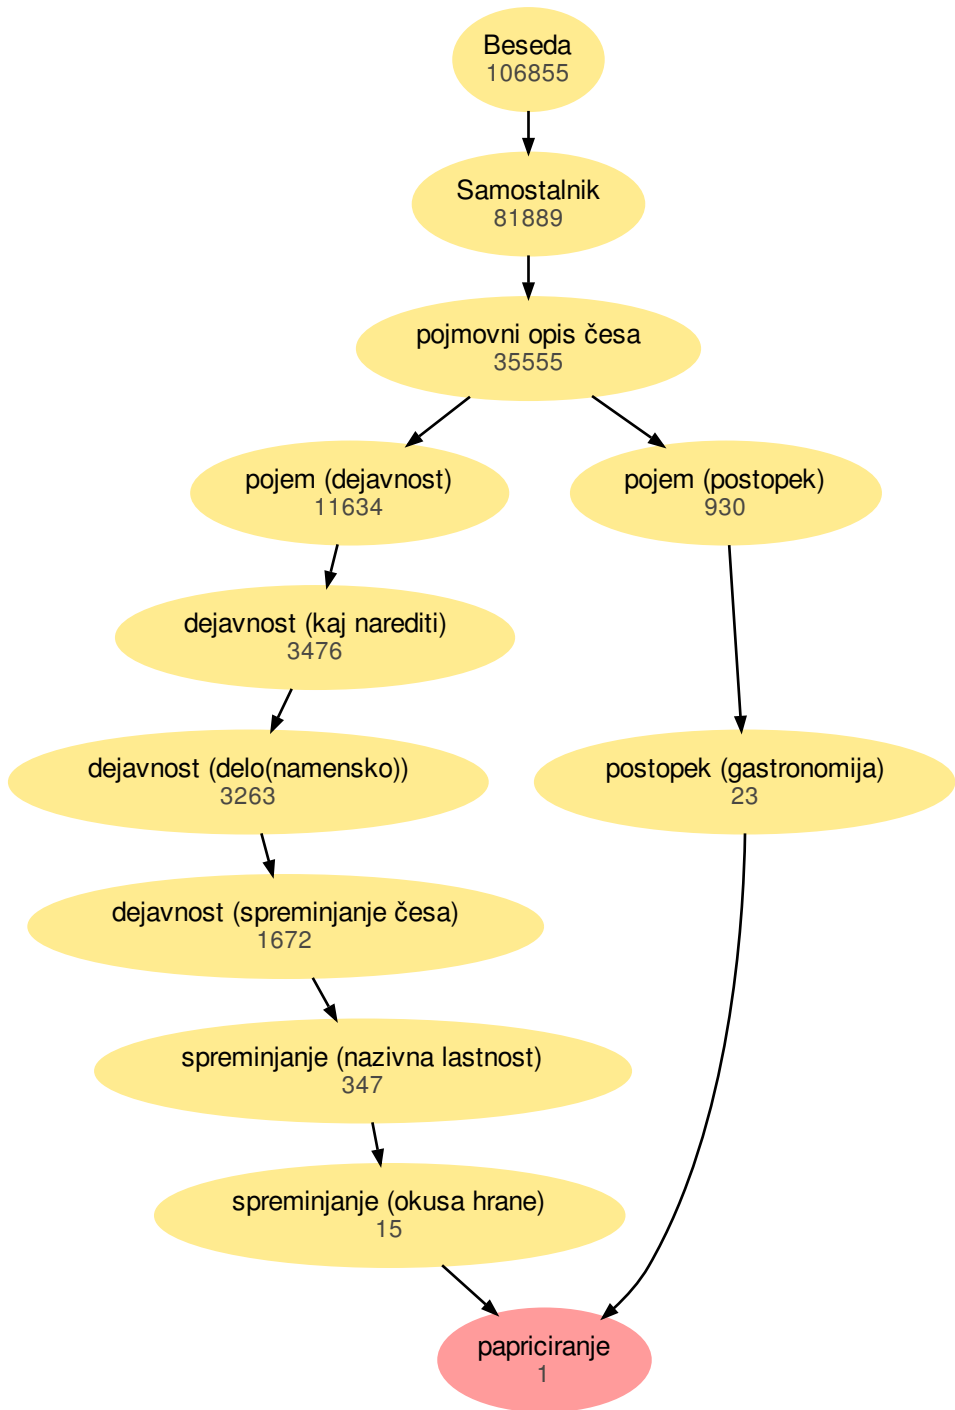 Beseda
106855
Samostalnik
81889
pojmovni opis česa
35555
pojem (dejavnost)
11634
pojem (postopek)
930
dejavnost (kaj narediti)
3476
dejavnost (delo(namensko))
3263
postopek (gastronomija)
23
dejavnost (spreminjanje česa)
1672
spreminjanje (nazivna lastnost)
347
spreminjanje (okusa hrane)
15
papriciranje
1